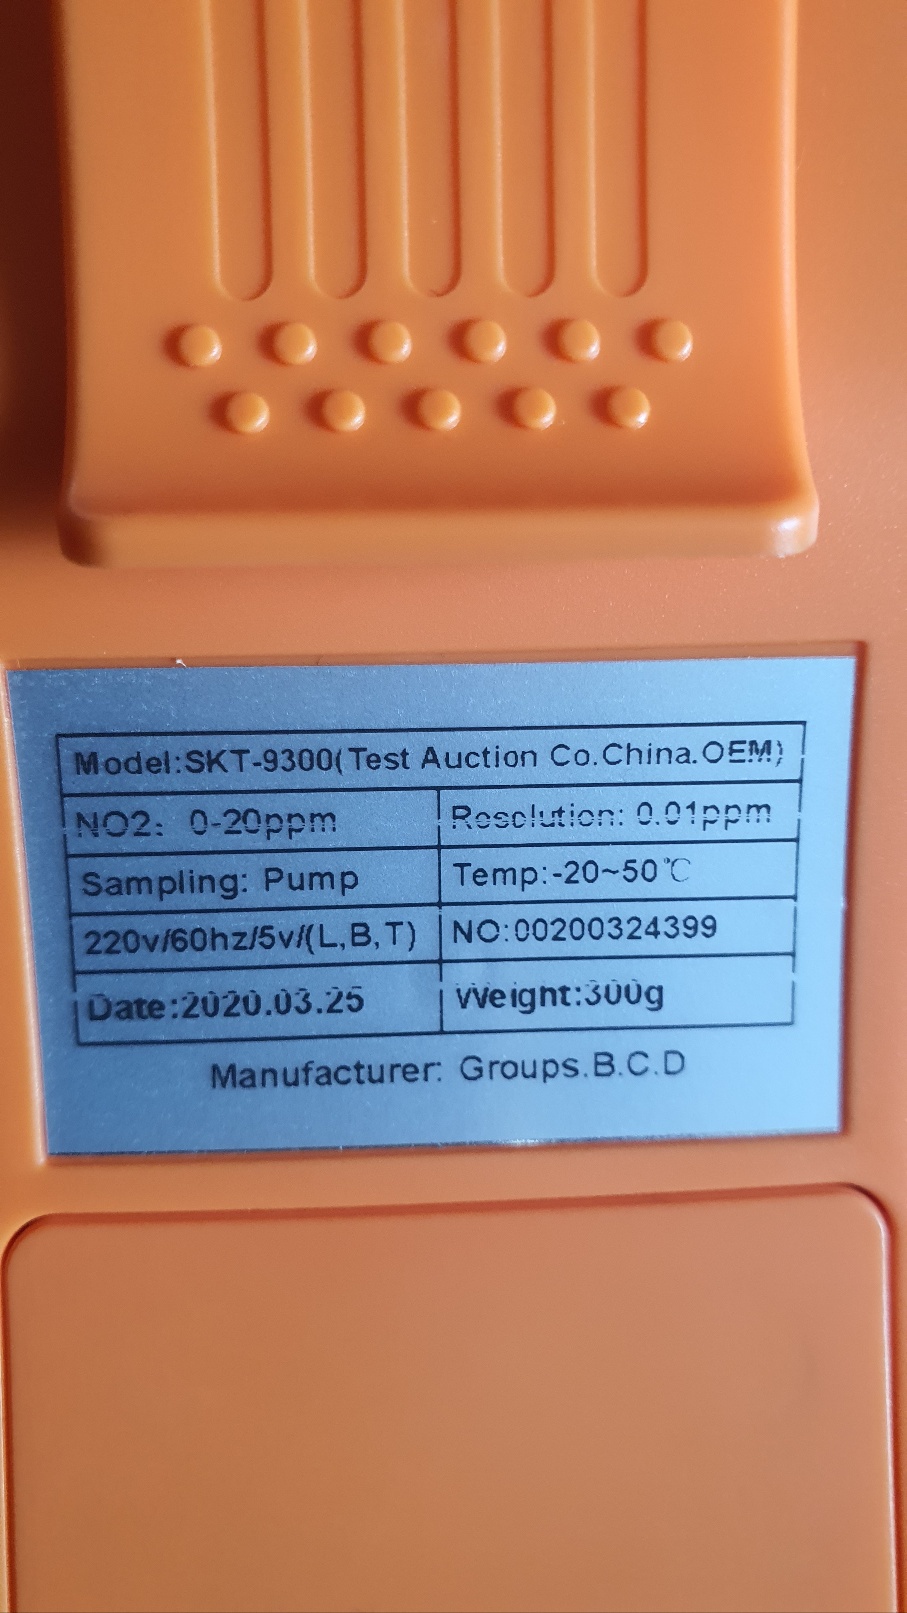 Model:SKT-9300(Test Auction Co.China.OEM)
NO2: 0-20ppm Resolution: 0.01ppm
Sampling: Pump Temp:-20~50℃
220v/60hz/5v/(L,B,T) NO:00200324399
Date:2020.03.25 Weight:300g
Manufacturer: Groups.B.C.D